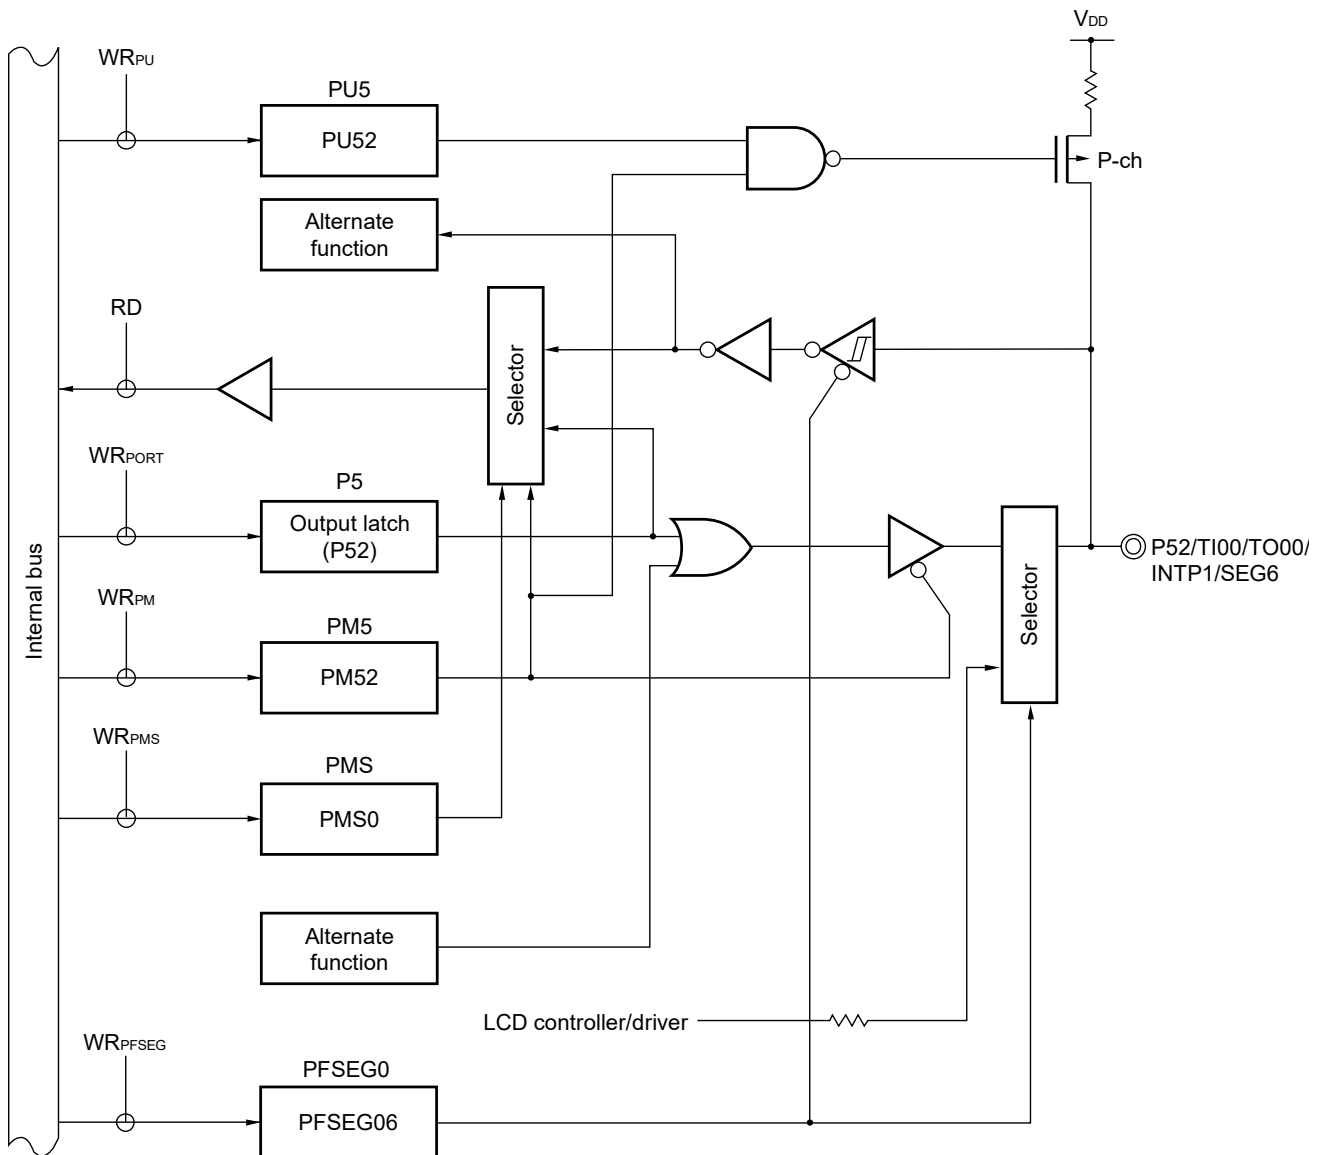 VDD
WRPU
PU5
PU52
P-ch
Alternate
function
RD
Selector
WRPORT
P5
Output latch
(P52)
P52/TI00/TO00/
INTP1/SEG6
Selector
Internal bus
WRPM
PM5
PM52
WRPMS
PMS
PMS0
Alternate
function
LCD controller/driver
WRPFSEG
PFSEG0
PFSEG06